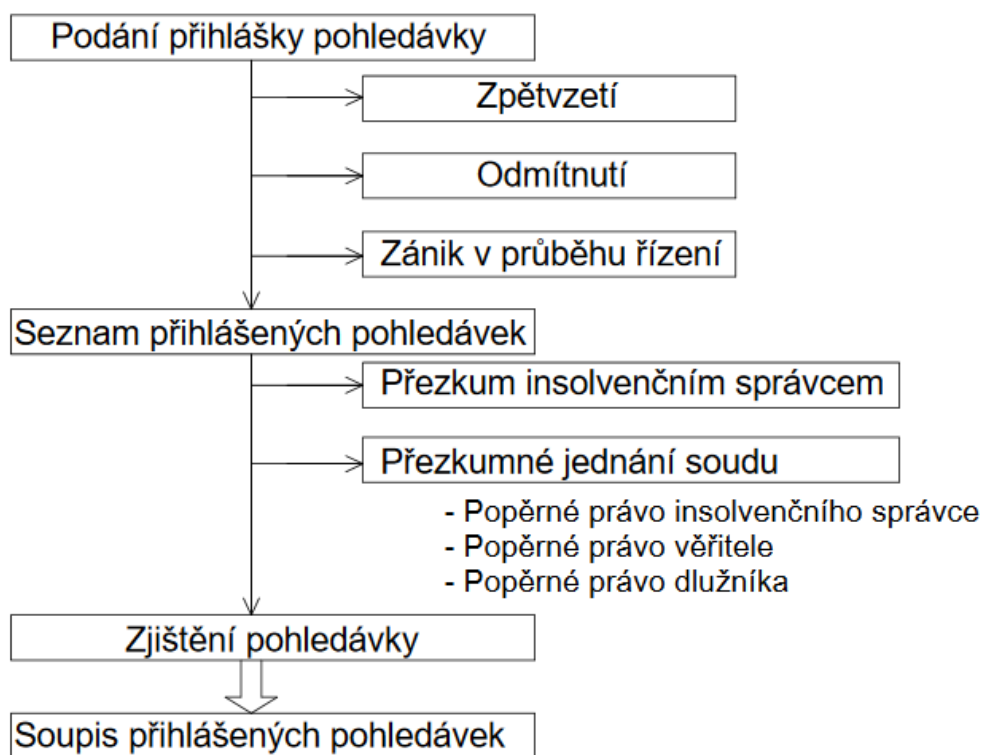 Podání přihlášky pohledávky
Zpětvzetí
Odmítnutí
Zánik v průběhu řízení
Seznam přihlášených pohledávek
Přezkum insolvenčním správcem
Přezkumné jednání soudu
- Popěrné právo insolvenčního správce
- Popěrné právo věřitele
- Popěrné právo dlužníka
Zjištění pohledávky
Soupis přihlášených pohledávek